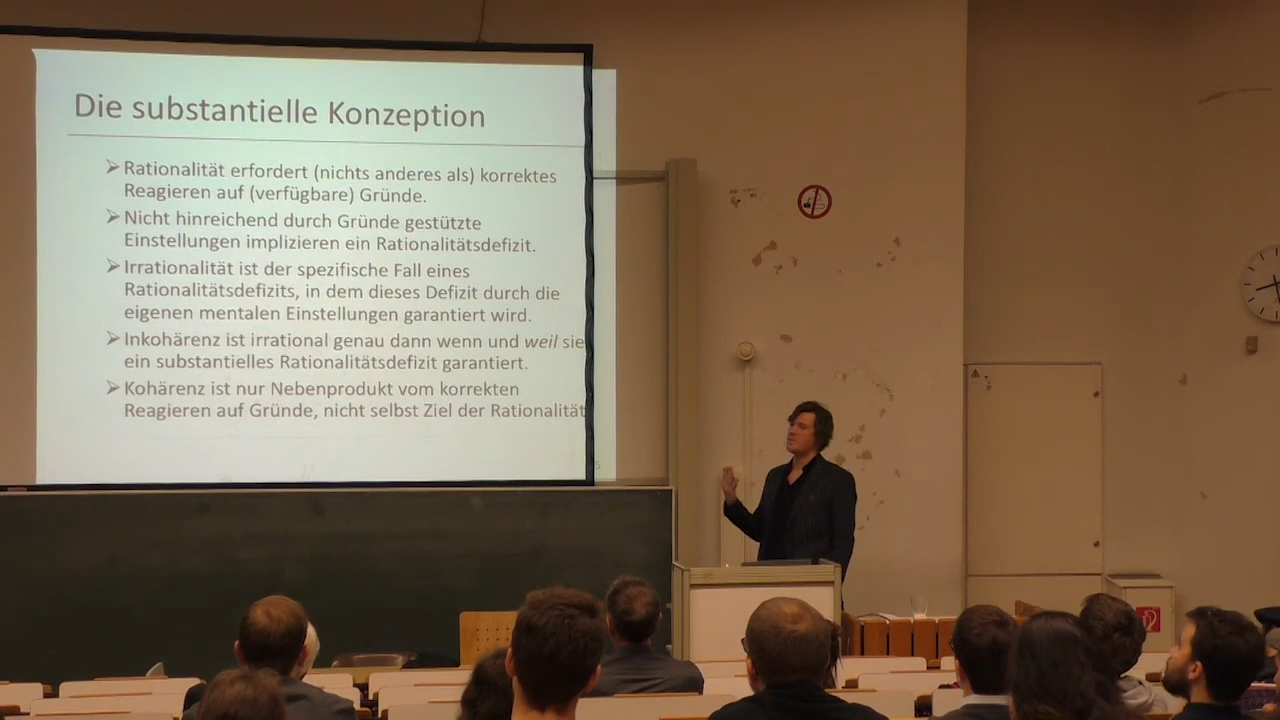 Die substantielle Konzeption
Rationalität erfordert (nichts anderes als) korrektes
Reagieren auf (verfügbare) Gründe.
Nicht hinreichend durch Gründe gestützte
Einstellungen implizieren ein Rationalitätsdefizit.
Irrationalität ist der spezifische Fall eines
Rationalitätsdefizits, in dem dieses Defizit durch die
eigenen mentalen Einstellungen garantiert wird.
Inkohärenz ist irrational genau dann wenn und weil sie
ein substantielles Rationalitätsdefizit garantiert.
Kohärenz ist nur Nebenprodukt vom korrekten
Reagieren auf Gründe, nicht selbst Ziel der Rationalität
5